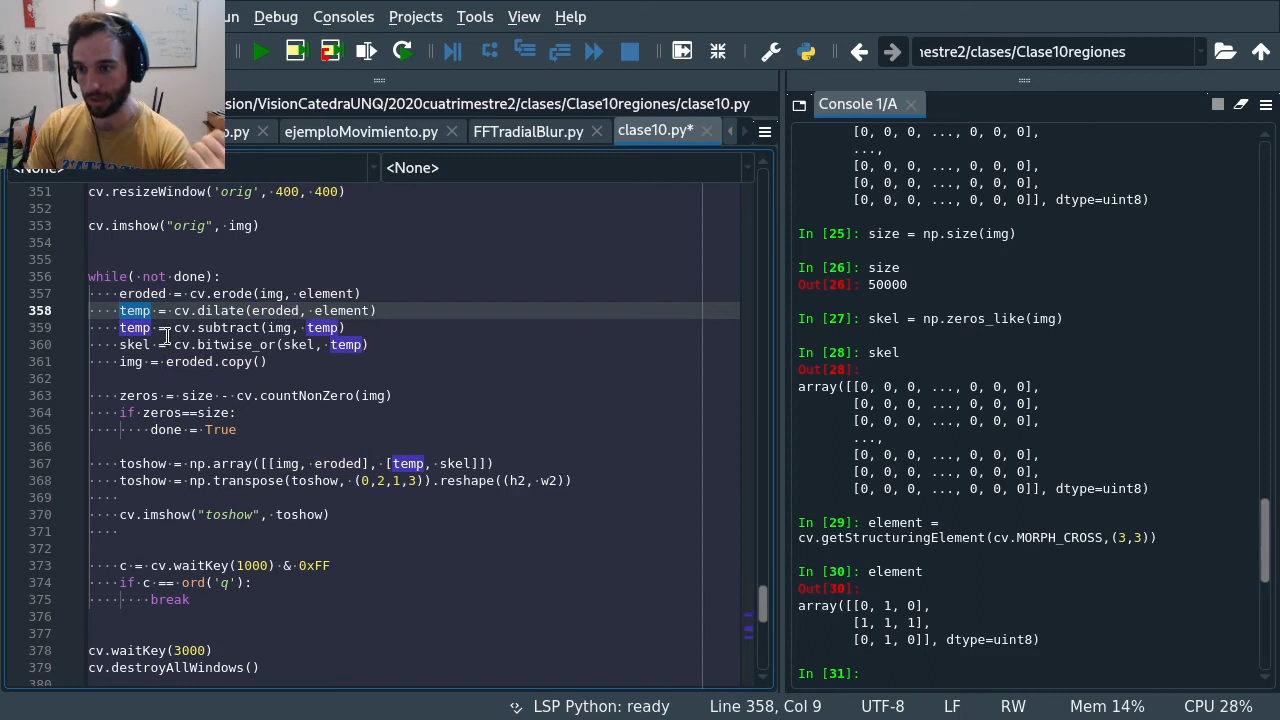 un Debug Consoles Projects Tools View Help
ıestre2/clases/Clase10regiones
sion/VisionCatedraUNQ/2020cuatrimestre2/clases/Clase10regiones/clase10.py
.py ejemploMovimiento.py FFTradialBlur.py clase10.py*
<None> <None>
351 cv.resizeWindow('orig', 400, 400)
352
353 cv.imshow("orig", img)
354
355
356 while( not done):
357 eroded = cv.erode(img, element)
358 temp = cv.dilate(eroded, element)
359 temp = cv.subtract(img, temp)
360 skel = cv.bitwise_or(skel, temp)
361 img = eroded.copy()
362
363 zeros = size - cv.countNonZero(img)
364 if zeros==size:
365 done = True
366
367 toshow = np.array([[img, eroded], [temp, skel]])
368 toshow = np.transpose(toshow, (0,2,1,3)).reshape((h2, w2))
369
370 cv.imshow("toshow", toshow)
371
372
373 c = cv.waitKey(1000) & 0xFF
374 if c == ord('q'):
375 break
376
377
378 cv.waitKey(3000)
379 cv.destroyAllWindows()
380
Console 1/A
[0, 0, 0, ..., 0, 0, 0],
...,
[0, 0, 0, ..., 0, 0, 0],
[0, 0, 0, ..., 0, 0, 0],
[0, 0, 0, ..., 0, 0, 0]], dtype=uint8)
In [25]: size = np.size(img)
In [26]: size
Out[26]: 50000
In [27]: skel = np.zeros_like(img)
In [28]: skel
Out[28]:
array([[0, 0, 0, ..., 0, 0, 0],
[0, 0, 0, ..., 0, 0, 0],
[0, 0, 0, ..., 0, 0, 0],
...,
[0, 0, 0, ..., 0, 0, 0],
[0, 0, 0, ..., 0, 0, 0],
[0, 0, 0, ..., 0, 0, 0]], dtype=uint8)
In [29]: element =
cv.getStructuringElement(cv.MORPH_CROSS,(3,3))
In [30]: element
Out[30]:
array([[0, 1, 0],
[1, 1, 1],
[0, 1, 0]], dtype=uint8)
In [31]:
LSP Python: ready Line 358, Col 9 UTF-8 LF RW Mem 14% CPU 28%